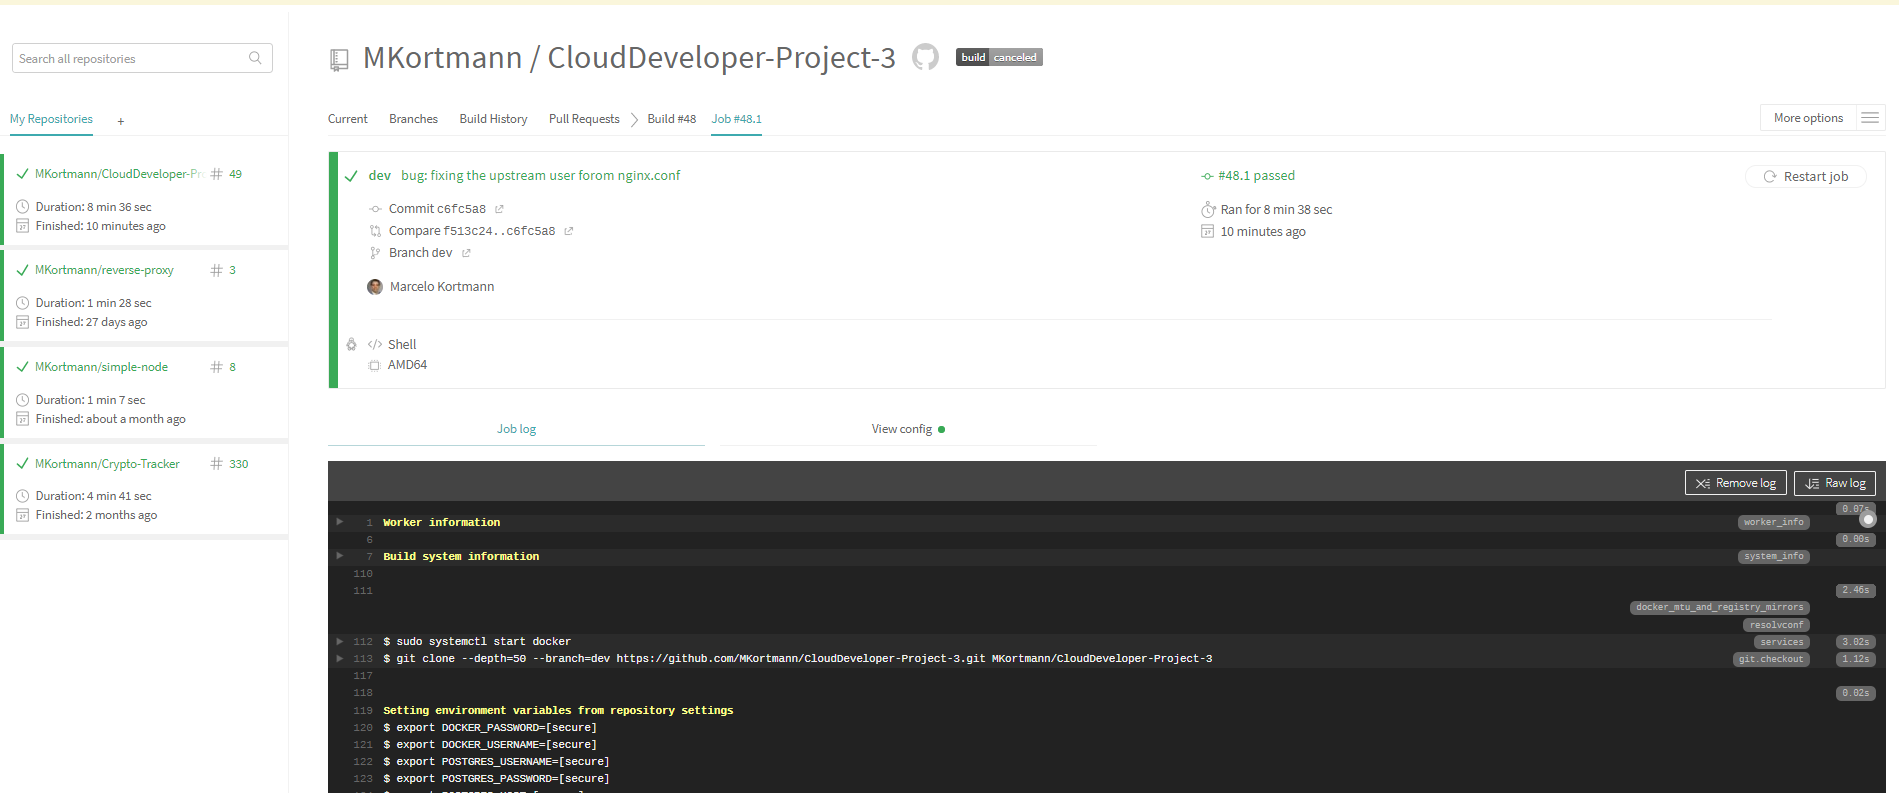 Search all repositories
My Repositories +
MKortmann/CloudDeveloper-Pr # 49
Duration: 8 min 36 sec
Finished: 10 minutes ago
MKortmann/reverse-proxy # 3
Duration: 1 min 28 sec
Finished: 27 days ago
MKortmann/simple-node # 8
Duration: 1 min 7 sec
Finished: about a month ago
MKortmann/Crypto-Tracker # 330
Duration: 4 min 41 sec
Finished: 2 months ago
MKortmann / CloudDeveloper-Project-3 build canceled
Current Branches Build History Pull Requests Build #48 Job #48.1 More options
dev bug: fixing the upstream user forom nginx.conf
Commit c6fc5a8
Compare f513c24..c6fc5a8
Branch dev
Marcelo Kortmann
Shell
AMD64
#48.1 passed
Ran for 8 min 38 sec
10 minutes ago
Restart job
Job log View config
Remove log Raw log
0.07s
1 Worker information worker_info
6 0.00s
7 Build system information system_info
110
111 2.46s
docker_mtu_and_registry_mirrors
resolvconf
112 $ sudo systemctl start docker services 3.02s
113 $ git clone --depth=50 --branch=dev https://github.com/MKortmann/CloudDeveloper-Project-3.git MKortmann/CloudDeveloper-Project-3 git.checkout 1.12s
117
118 0.02s
119 Setting environment variables from repository settings
120 $ export DOCKER_PASSWORD=[secure]
121 $ export DOCKER_USERNAME=[secure]
122 $ export POSTGRES_USERNAME=[secure]
123 $ export POSTGRES_PASSWORD=[secure]